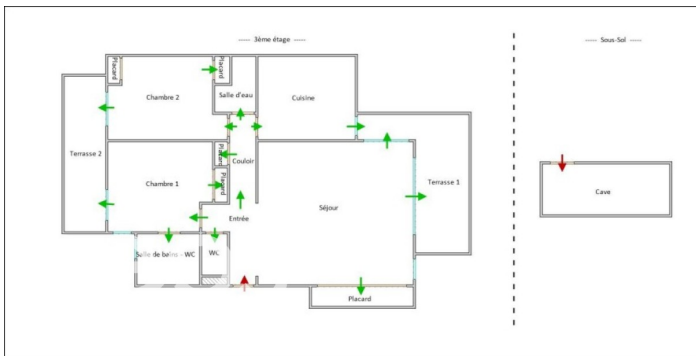 3ème étage
Sous-Sol
Placard
Placard
Chambre 2
Salle d'eau
Cuisine
Terrasse 2
Placard
Couloir
Chambre 1
Placard
Terrasse 1
Cave
Entrée
Séjour
Salle de bains - WC
WC
Placard